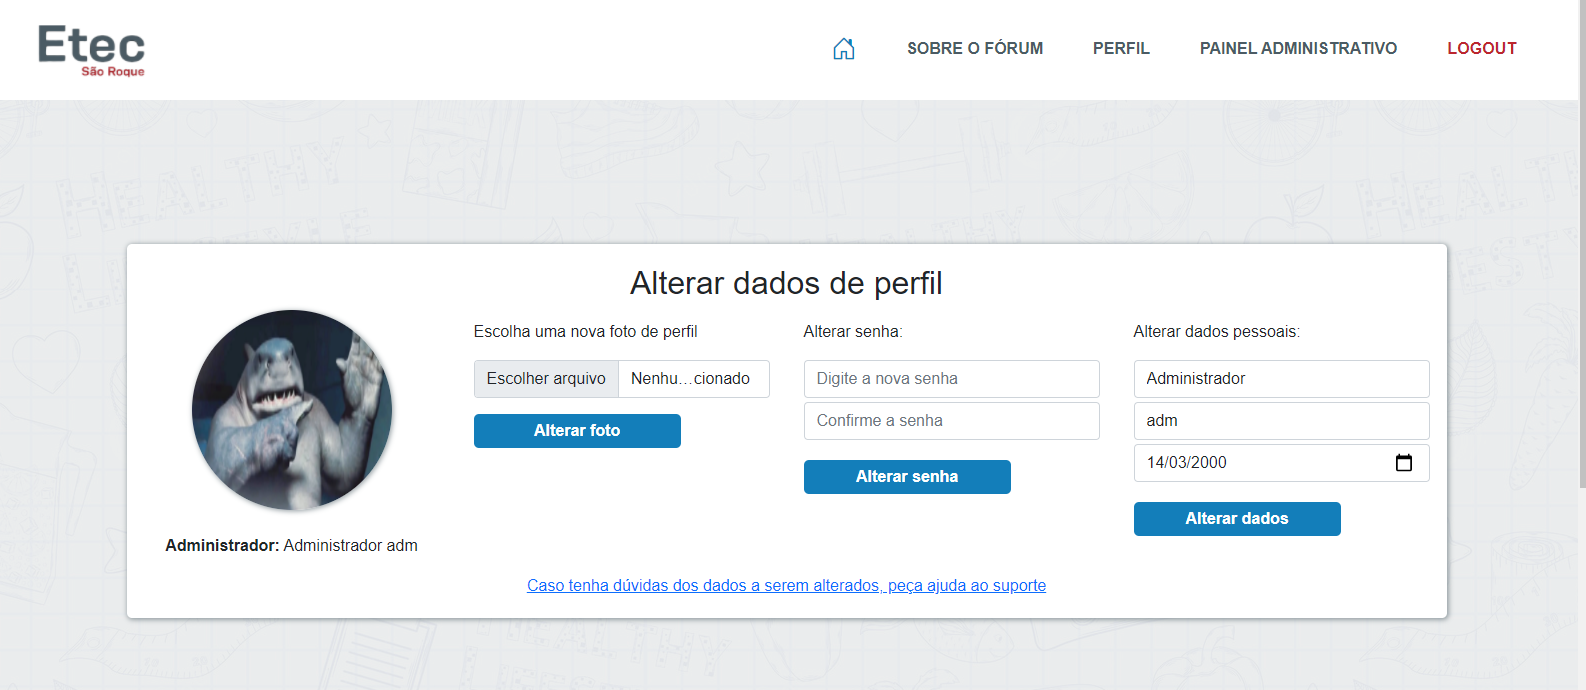 Etec
São Roque
SOBRE O FÓRUM
PERFIL
PAINEL ADMINISTRATIVO
LOGOUT
HEALTHY
Alterar dados de perfil
Administrador: Administrador adm
Escolha uma nova foto de perfil
Escolher arquivo Nenhu...cionado
Alterar foto
Alterar senha:
Digite a nova senha
Confirme a senha
Alterar senha
Alterar dados pessoais:
Administrador
adm
14/03/2000
Alterar dados
Caso tenha dúvidas dos dados a serem alterados, peça ajuda ao suporte